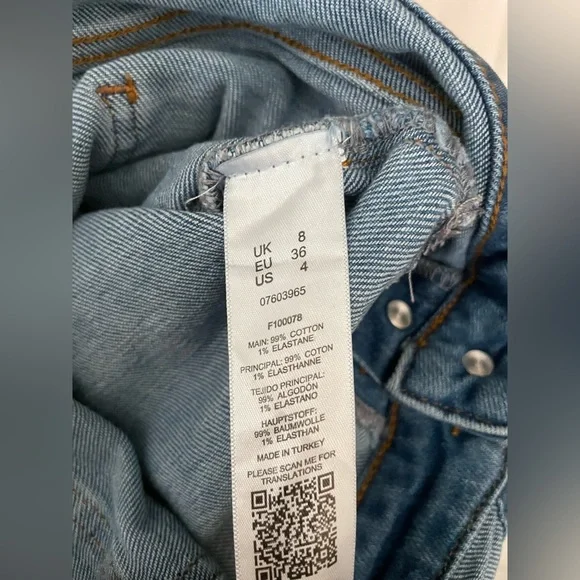 UK 8
EU 36
US 4
07603965
F100078
MAIN: 99% COTTON
1% ELASTANE
PRINCIPAL: 99% COTON
1% ELASTHANNE
TEJIDO PRINCIPAL:
99% ALGODÓN
1% ELASTANO
HAUPTSTOFF:
99% BAUMWOLLE
1% ELASTHAN
MADE IN TURKEY
PLEASE SCAN ME FOR
TRANSLATIONS